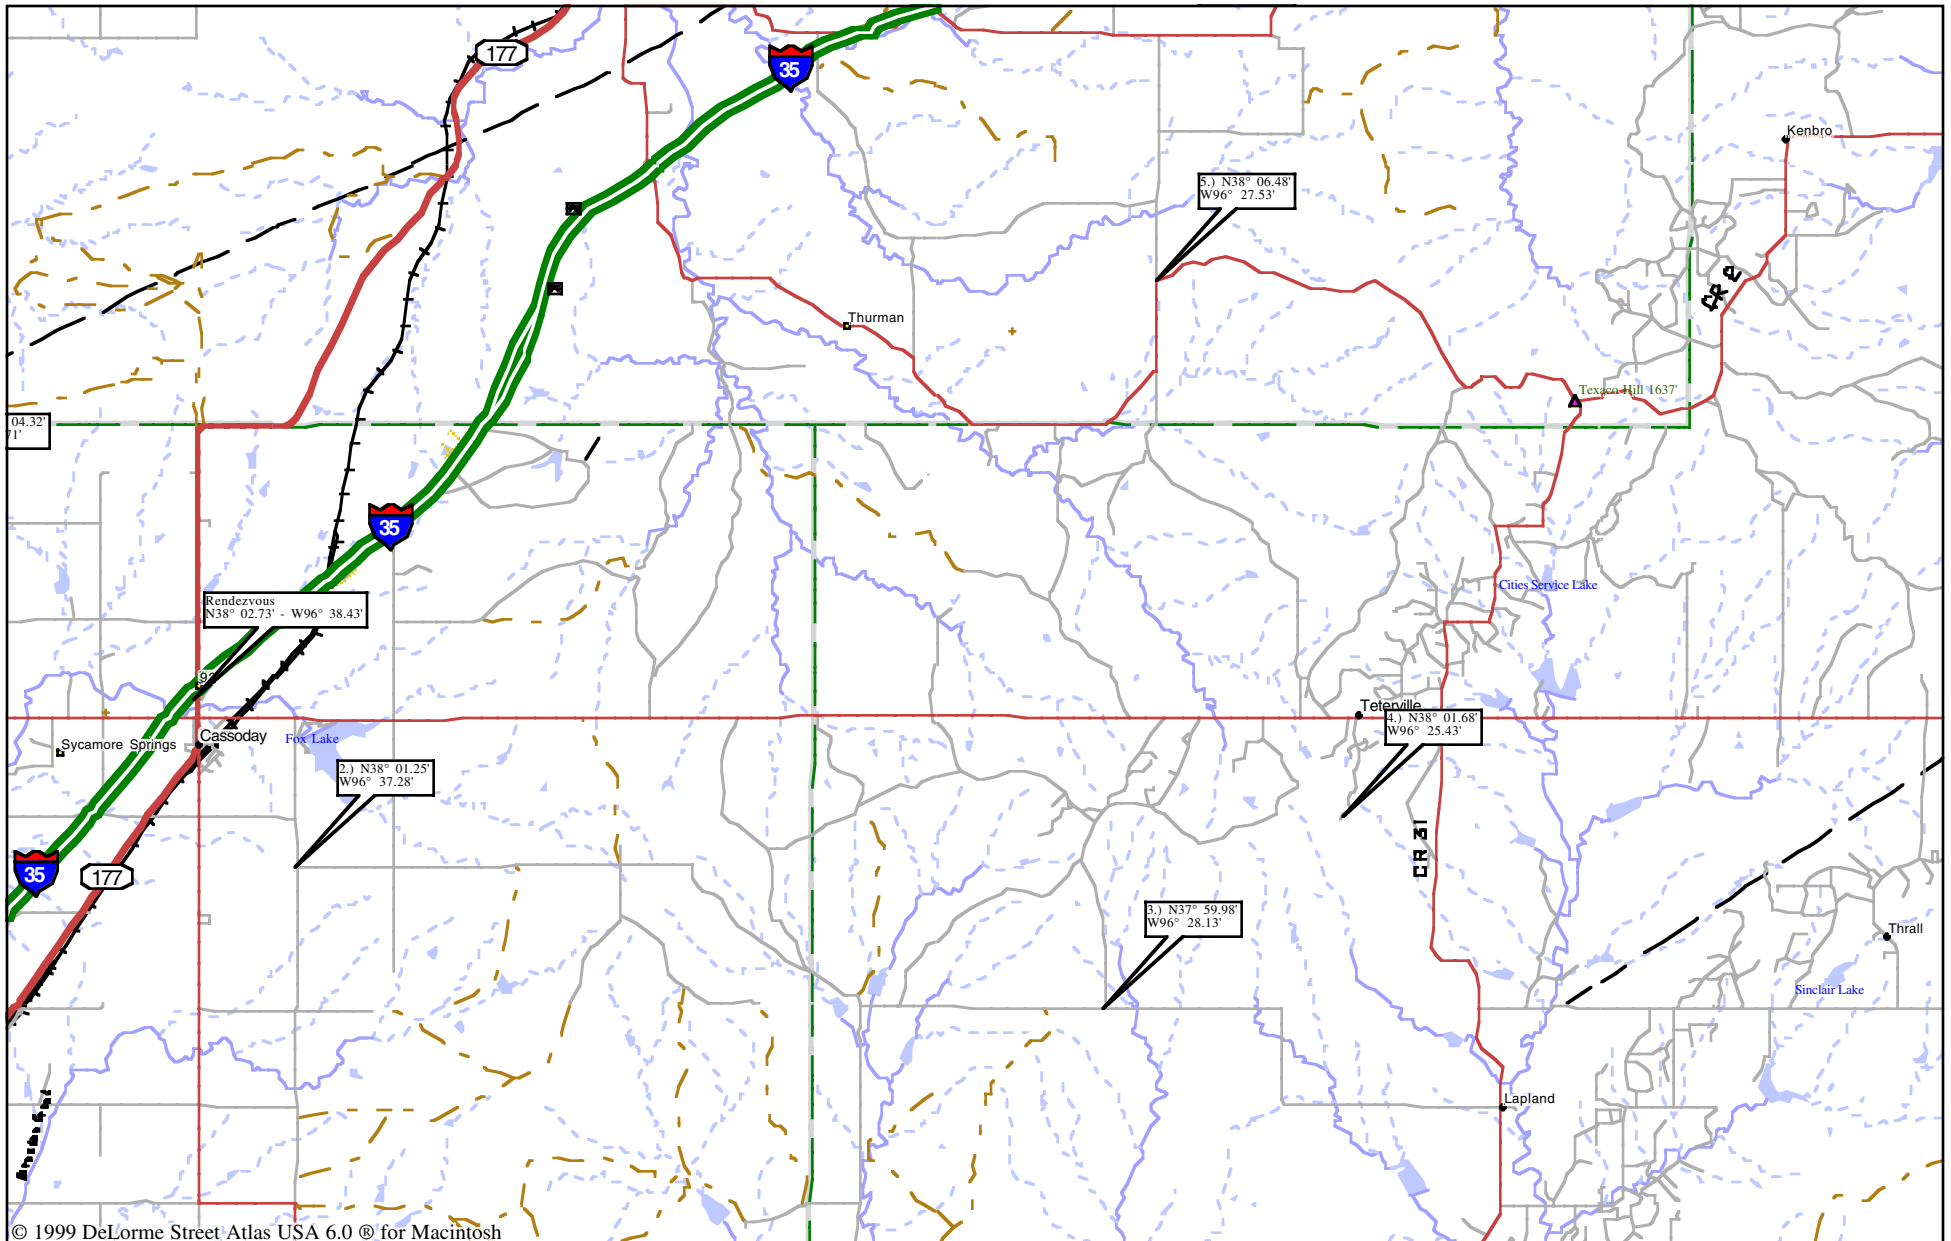 177
35
Kenbro
5.) N38° 06.48'
W96° 27.53'
CR 2
Thurman
Texaco Hill 1637'
04.32'
71'
35
Cities Service Lake
Rendezvous
N38° 02.73' - W96° 38.43'
Teterville
4.) N38° 01.68'
W96° 25.43'
Sycamore Springs
Cassoday
Fox Lake
2.) N38° 01.25'
W96° 37.28'
CR 31
35
177
3.) N37° 59.98'
W96° 28.13'
Thrall
Sinclair Lake
Lapland
© 1999 DeLorme Street Atlas USA 6.0 ® for Macintosh